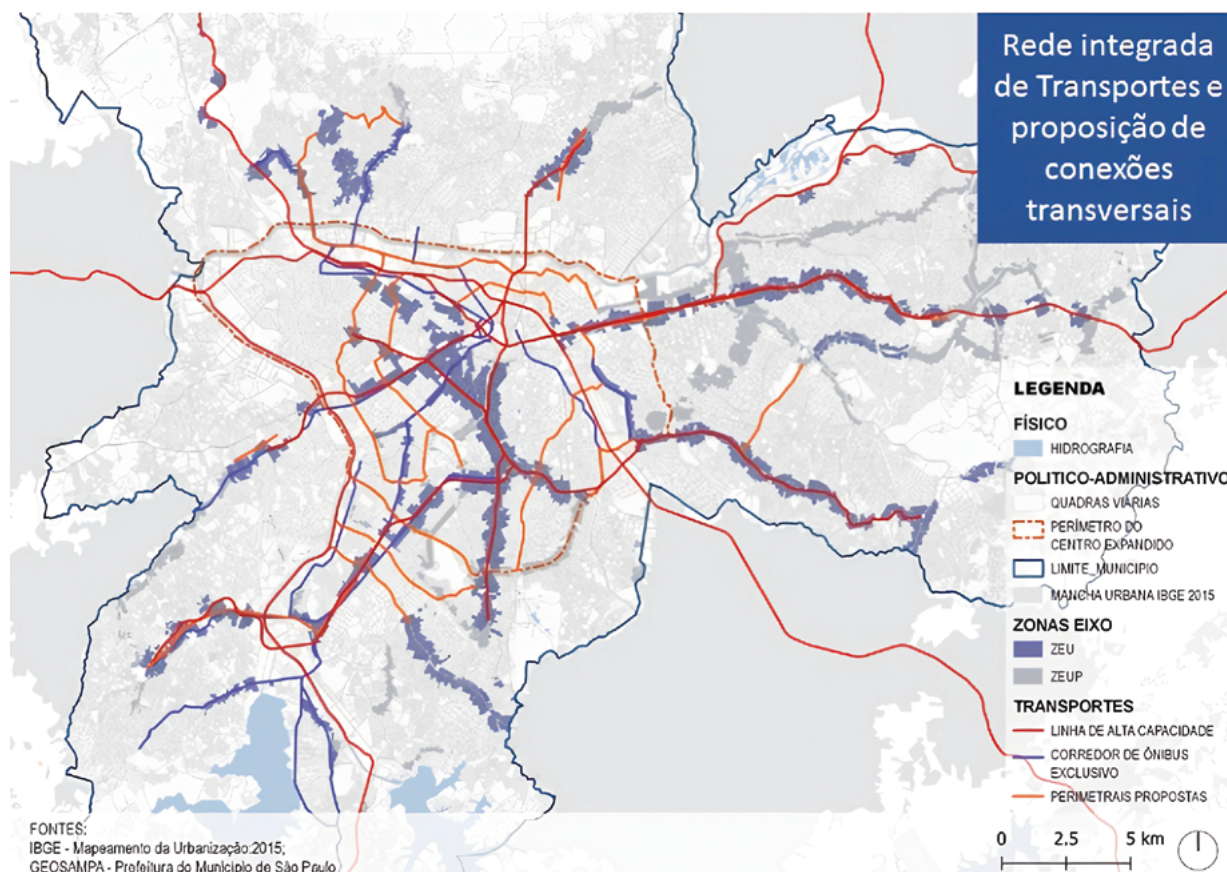 Rede integrada
de Transportes e
proposição de
conexões
transversais
LEGENDA
FÍSICO
HIDROGRAFIA
POLITICO-ADMINISTRATIVO
QUADRAS VIÁRIAS
PERÍMETRO DO
CENTRO EXPANDIDO
LIMITE_MUNICIPIO
MANCHA URBANA IBGE 2015
ZONAS EIXO
ZEU
ZEUP
TRANSPORTES
LINHA DE ALTA CAPACIDADE
CORREDOR DE ÔNIBUS
EXCLUSIVO
PERIMETRAIS PROPOSTAS
0 2,5 5 km
FONTES:
IBGE - Mapeamento da Urbanização:2015;
GEOSAMPA - Prefeitura do Municipio de São Paulo